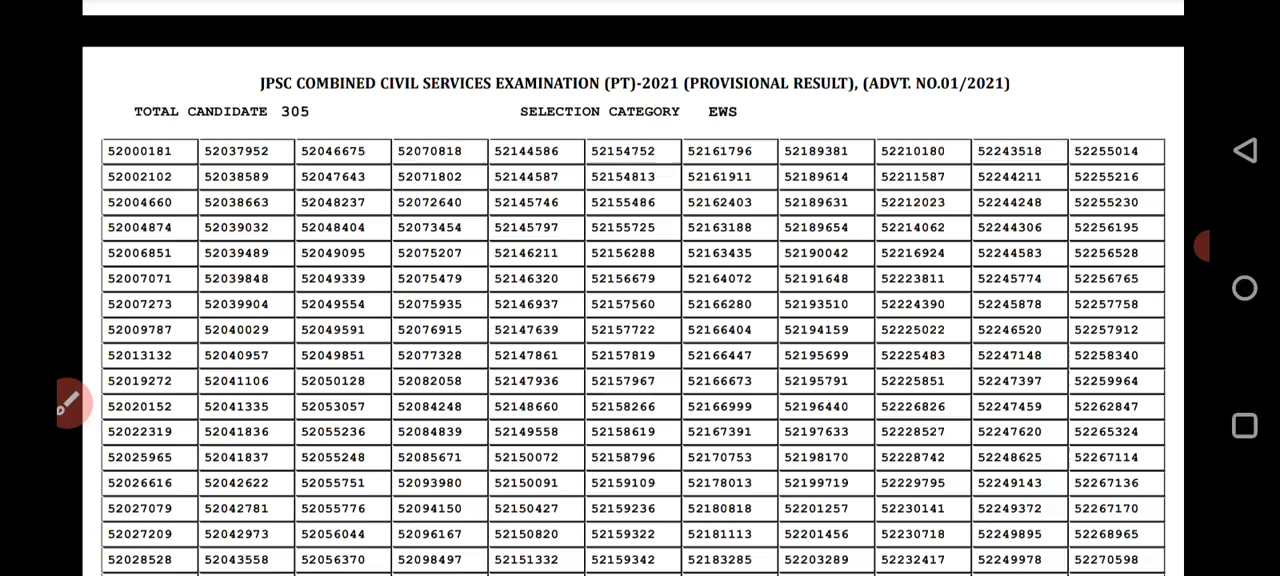 JPSC COMBINED CIVIL SERVICES EXAMINATION (PT)-2021 (PROVISIONAL RESULT), (ADVT. NO.01/2021)
TOTAL CANDIDATE 305 SELECTION CATEGORY EWS
52000181 52037952 52046675 52070818 52144586 52154752 52161796 52189381 52210180 52243518 52255014
52002102 52038589 52047643 52071802 52144587 52154813 52161911 52189614 52211587 52244211 52255216
52004660 52038663 52048237 52072640 52145746 52155486 52162403 52189631 52212023 52244248 52255230
52004874 52039032 52048404 52073454 52145797 52155725 52163188 52189654 52214062 52244306 52256195
52006851 52039489 52049095 52075207 52146211 52156288 52163435 52190042 52216924 52244583 52256528
52007071 52039848 52049339 52075479 52146320 52156679 52164072 52191648 52223811 52245774 52256765
52007273 52039904 52049554 52075935 52146937 52157560 52166280 52193510 52224390 52245878 52257758
52009787 52040029 52049591 52076915 52147639 52157722 52166404 52194159 52225022 52246520 52257912
52013132 52040957 52049851 52077328 52147861 52157819 52166447 52195699 52225483 52247148 52258340
52019272 52041106 52050128 52082058 52147936 52157967 52166673 52195791 52225851 52247397 52259964
52020152 52041335 52053057 52084248 52148660 52158266 52166999 52196440 52226826 52247459 52262847
52022319 52041836 52055236 52084839 52149558 52158619 52167391 52197633 52228527 52247620 52265324
52025965 52041837 52055248 52085671 52150072 52158796 52170753 52198170 52228742 52248625 52267114
52026616 52042622 52055751 52093980 52150091 52159109 52178013 52199719 52229795 52249143 52267136
52027079 52042781 52055776 52094150 52150427 52159236 52180818 52201257 52230141 52249372 52267170
52027209 52042973 52056044 52096167 52150820 52159322 52181113 52201456 52230718 52249895 52268965
52028528 52043558 52056370 52098497 52151332 52159342 52183285 52203289 52232417 52249978 52270598